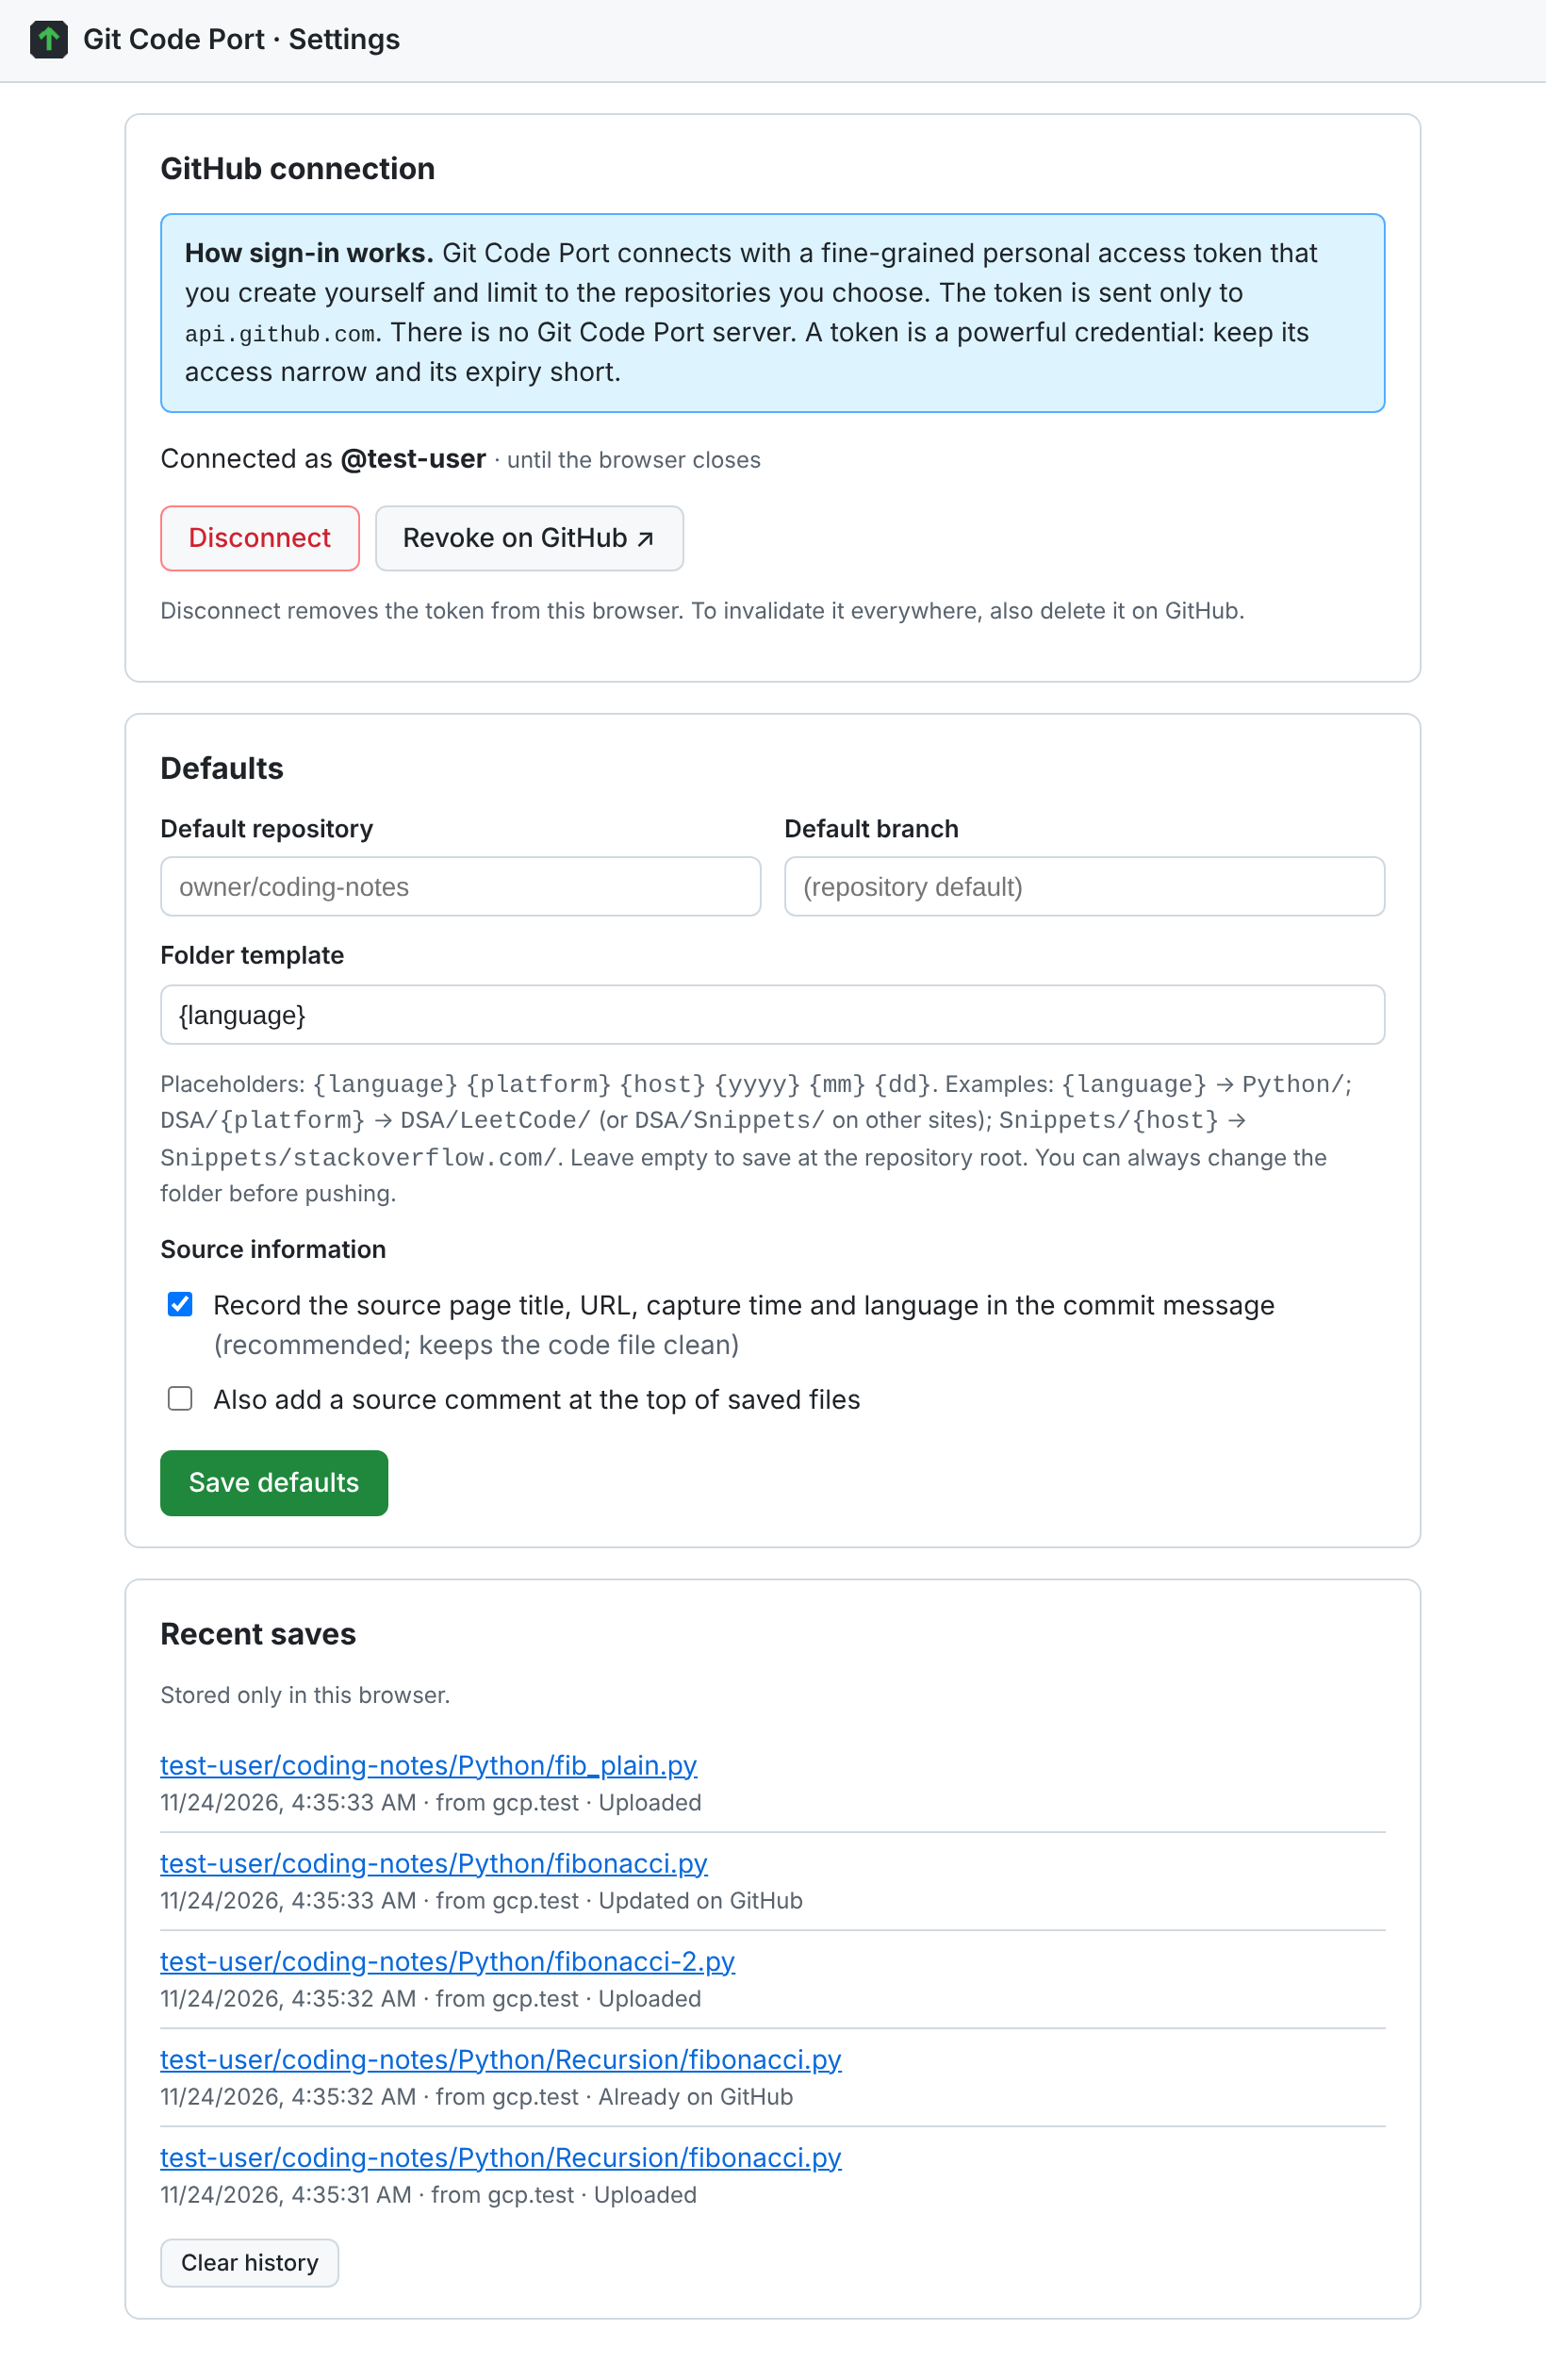 Git Code Port · Settings
GitHub connection
How sign-in works. Git Code Port connects with a fine-grained personal access token that
you create yourself and limit to the repositories you choose. The token is sent only to
api.github.com. There is no Git Code Port server. A token is a powerful credential: keep its
access narrow and its expiry short.
Connected as @test-user · until the browser closes
Disconnect Revoke on GitHub ↗
Disconnect removes the token from this browser. To invalidate it everywhere, also delete it on GitHub.
Defaults
Default repository Default branch
owner/coding-notes (repository default)
Folder template
{language}
Placeholders: {language} {platform} {host} {yyyy} {mm} {dd}. Examples: {language} → Python/;
DSA/{platform} → DSA/LeetCode/ (or DSA/Snippets/ on other sites); Snippets/{host} →
Snippets/stackoverflow.com/. Leave empty to save at the repository root. You can always change the
folder before pushing.
Source information
Record the source page title, URL, capture time and language in the commit message
(recommended; keeps the code file clean)
Also add a source comment at the top of saved files
Save defaults
Recent saves
Stored only in this browser.
test-user/coding-notes/Python/fib_plain.py
11/24/2026, 4:35:33 AM · from gcp.test · Uploaded
test-user/coding-notes/Python/fibonacci.py
11/24/2026, 4:35:33 AM · from gcp.test · Updated on GitHub
test-user/coding-notes/Python/fibonacci-2.py
11/24/2026, 4:35:32 AM · from gcp.test · Uploaded
test-user/coding-notes/Python/Recursion/fibonacci.py
11/24/2026, 4:35:32 AM · from gcp.test · Already on GitHub
test-user/coding-notes/Python/Recursion/fibonacci.py
11/24/2026, 4:35:31 AM · from gcp.test · Uploaded
Clear history